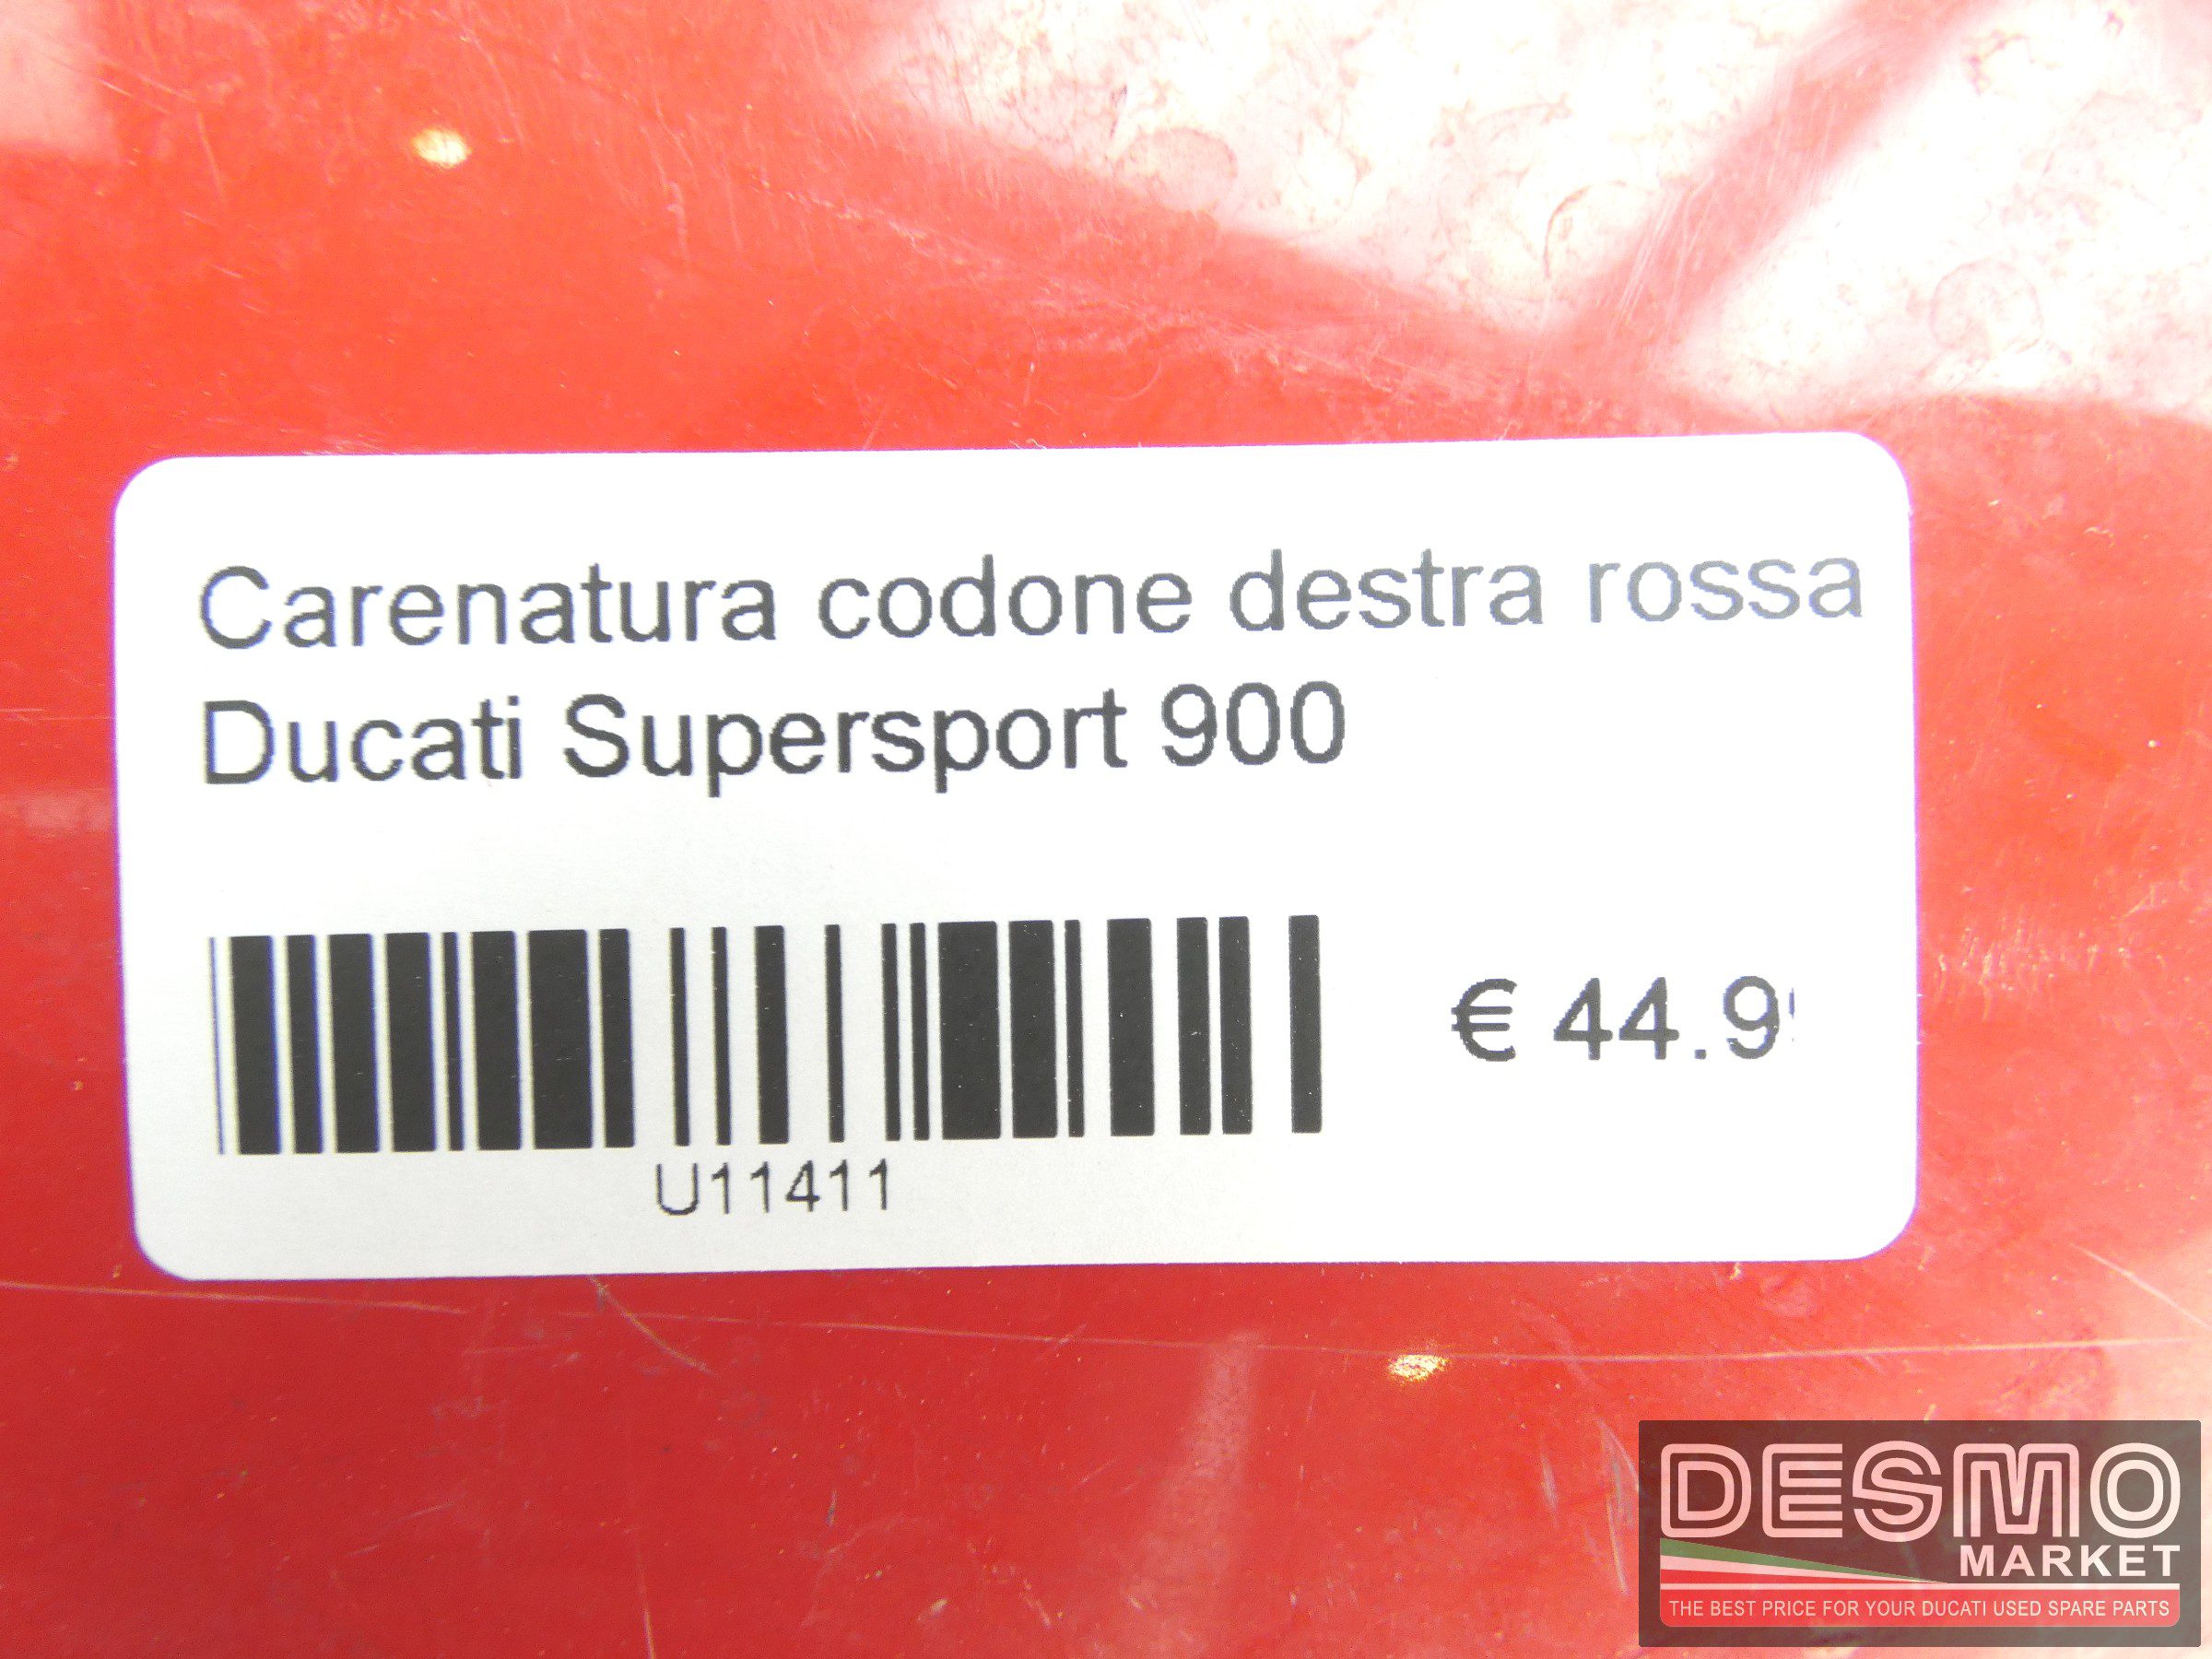 Carenatura codone destra rossa
Ducati Supersport 900
€ 44.9
U11411
DESMO
MARKET
THE BEST PRICE FOR YOUR DUCATI USED SPARE PARTS